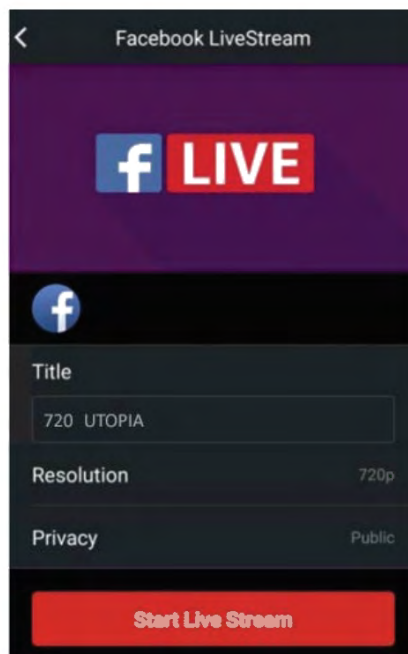 Facebook LiveStream
f LIVE
f
Title
720 UTOPIA
Resolution 720p
Privacy Public
Start Live Stream